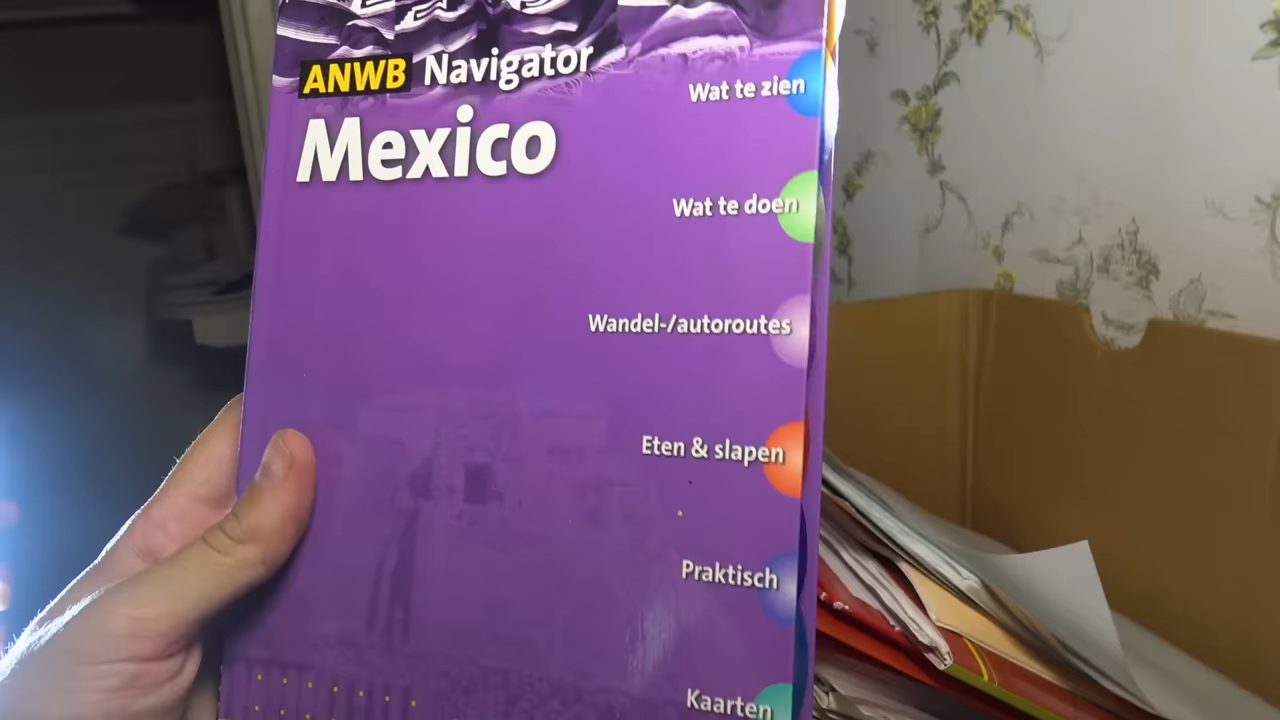 ANWB Navigator
Mexico
Wat te zien
Wat te doen
Wandel-/autoroutes
Eten & slapen
Praktisch
Kaarten